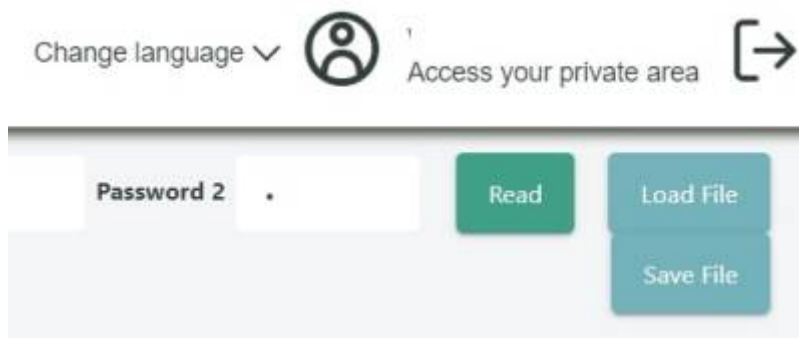 Change language
Access your private area
Password 2
Read
Load File
Save File